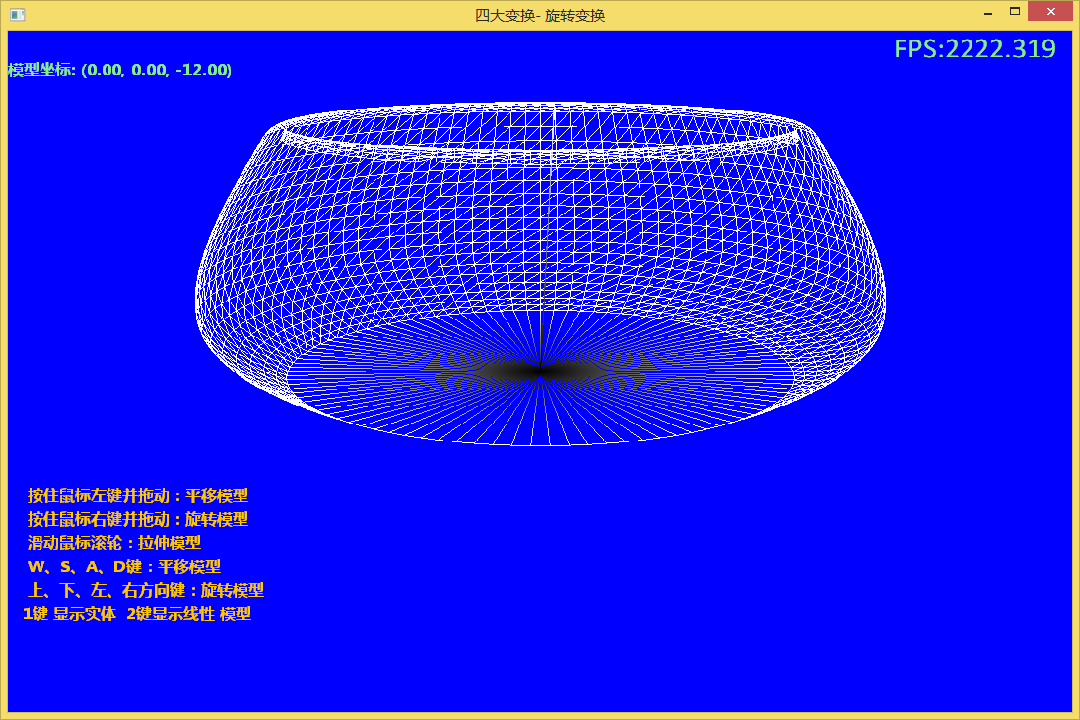 四大变换- 旋转变换
FPS:2222.319
模型坐标: (0.00, 0.00, -12.00)
按住鼠标左键并拖动：平移模型
按住鼠标右键并拖动：旋转模型
滑动鼠标滚轮：拉伸模型
W、S、A、D键：平移模型
上、下、左、右方向键：旋转模型
1键 显示实体  2键显示线性 模型